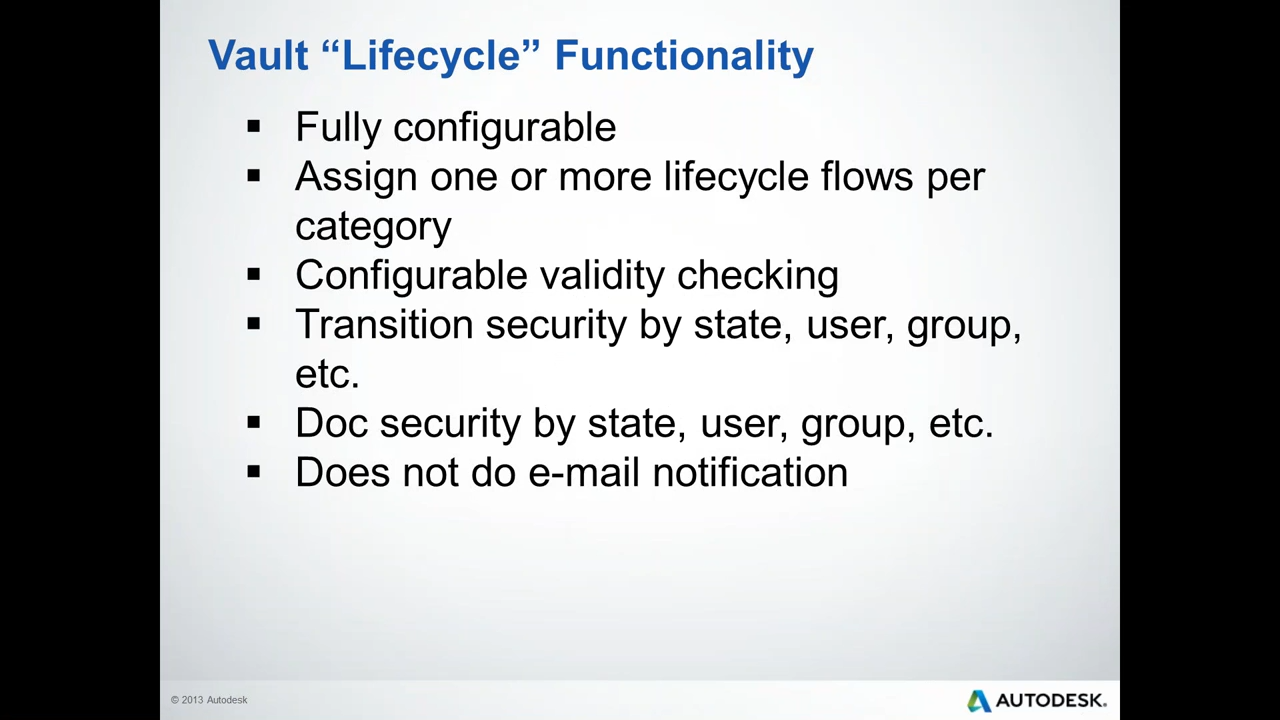 Vault “Lifecycle” Functionality
▪ Fully configurable
▪ Assign one or more lifecycle flows per
category
▪ Configurable validity checking
▪ Transition security by state, user, group,
etc.
▪ Doc security by state, user, group, etc.
▪ Does not do e-mail notification
© 2013 Autodesk
AUTODESK.